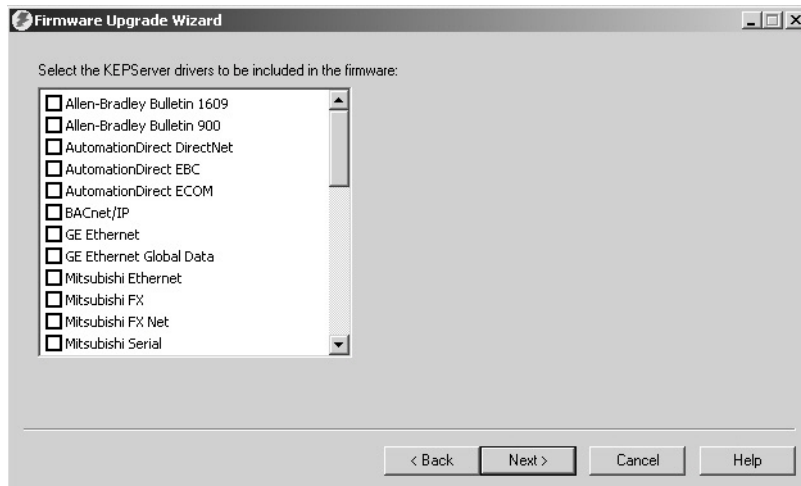 Firmware Upgrade Wizard
Select the KEPServer drivers to be included in the firmware:
Allen-Bradley Bulletin 1609
Allen-Bradley Bulletin 900
AutomationDirect DirectNet
AutomationDirect EBC
AutomationDirect ECOM
BACnet/IP
GE Ethernet
GE Ethernet Global Data
Mitsubishi Ethernet
Mitsubishi FX
Mitsubishi FX Net
Mitsubishi Serial
< Back Next > Cancel Help